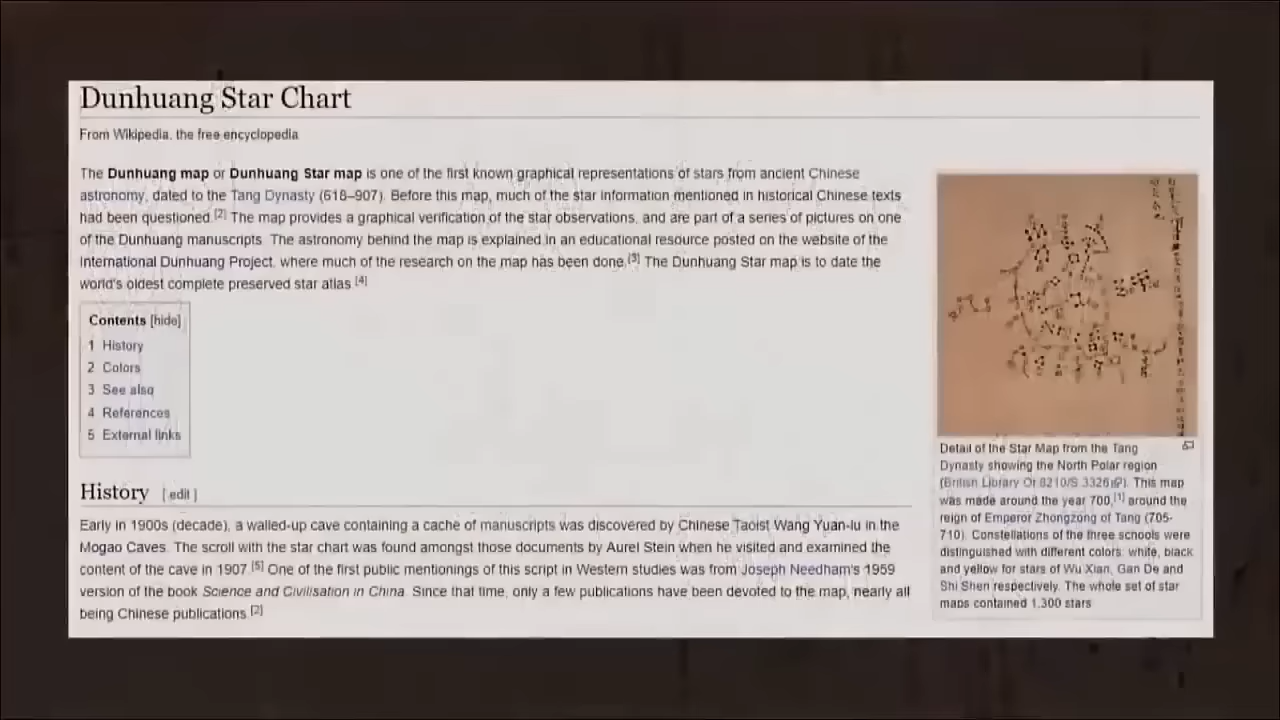 Dunhuang Star Chart
From Wikipedia, the free encyclopedia
The Dunhuang map or Dunhuang Star map is one of the first known graphical representations of stars from ancient Chinese
astronomy, dated to the Tang Dynasty (618–907). Before this map, much of the star information mentioned in historical Chinese texts
had been questioned.[2] The map provides a graphical verification of the star observations, and are part of a series of pictures on one
of the Dunhuang manuscripts. The astronomy behind the map is explained in an educational resource posted on the website of the
International Dunhuang Project, where much of the research on the map has been done.[3] The Dunhuang Star map is to date the
world's oldest complete preserved star atlas.[4]
Contents [hide]
1 History
2 Colors
3 See also
4 References
5 External links
History [ edit ]
Early in 1900s (decade), a walled-up cave containing a cache of manuscripts was discovered by Chinese Taoist Wang Yuan-lu in the
Mogao Caves. The scroll with the star chart was found amongst those documents by Aurel Stein when he visited and examined the
content of the cave in 1907.[5] One of the first public mentionings of this script in Western studies was from Joseph Needham's 1959
version of the book Science and Civilisation in China. Since that time, only a few publications have been devoted to the map, nearly all
being Chinese publications.[2]
Detail of the Star Map from the Tang
Dynasty showing the North Polar region
(British Library Or.8210/S.3326). This map
was made around the year 700,[1] around the
reign of Emperor Zhongzong of Tang (705-
710). Constellations of the three schools were
distinguished with different colors: white, black
and yellow for stars of Wu Xian, Gan De and
Shi Shen respectively. The whole set of star
maps contained 1,300 stars